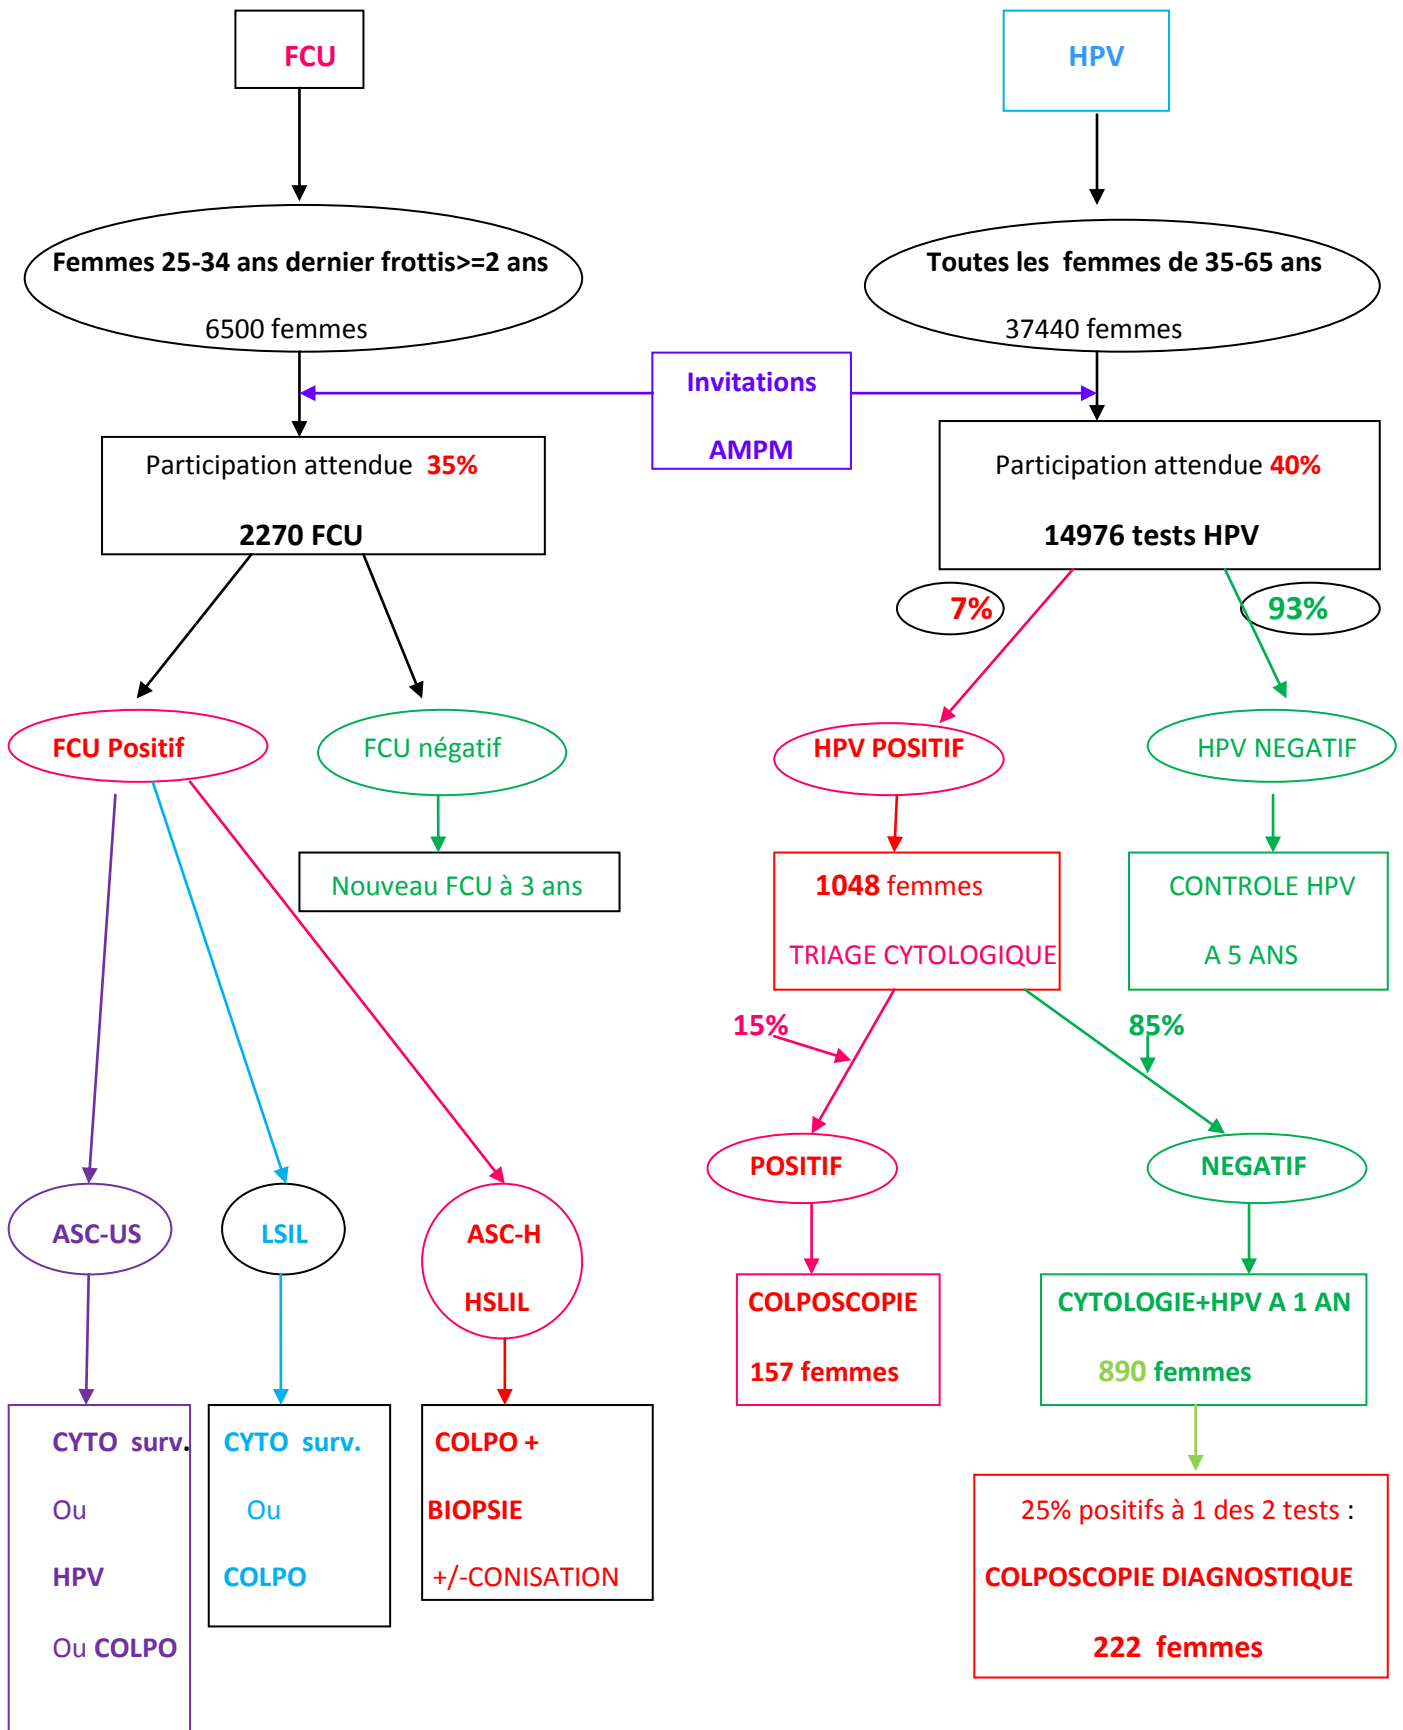 FCU
HPV
Femmes 25-34 ans dernier frottis>=2 ans
6500 femmes
Toutes les femmes de 35-65 ans
37440 femmes
Invitations
AMPM
Participation attendue 35%
2270 FCU
Participation attendue 40%
14976 tests HPV
7%
93%
FCU Positif
FCU négatif
HPV POSITIF
HPV NEGATIF
Nouveau FCU à 3 ans
1048 femmes
TRIAGE CYTOLOGIQUE
CONTROLE HPV
A 5 ANS
15%
85%
POSITIF
NEGATIF
ASC-US
LSIL
ASC-H
HSLIL
COLPOSCOPIE
157 femmes
CYTOLOGIE+HPV A 1 AN
890 femmes
CYTO surv.
Ou
HPV
Ou COLPO
CYTO surv.
Ou
COLPO
COLPO +
BIOPSIE
+/-CONISATION
25% positifs à 1 des 2 tests :
COLPOSCOPIE DIAGNOSTIQUE
222 femmes